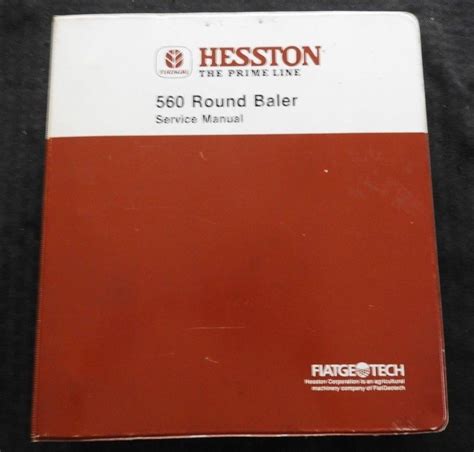 HESSTON
FIATAGRI
THE PRIME LINE
560 Round Baler
Service Manual
FIATGEOTECH
Hesston Corporation is an agricultural
machinery company of FiatGeotech